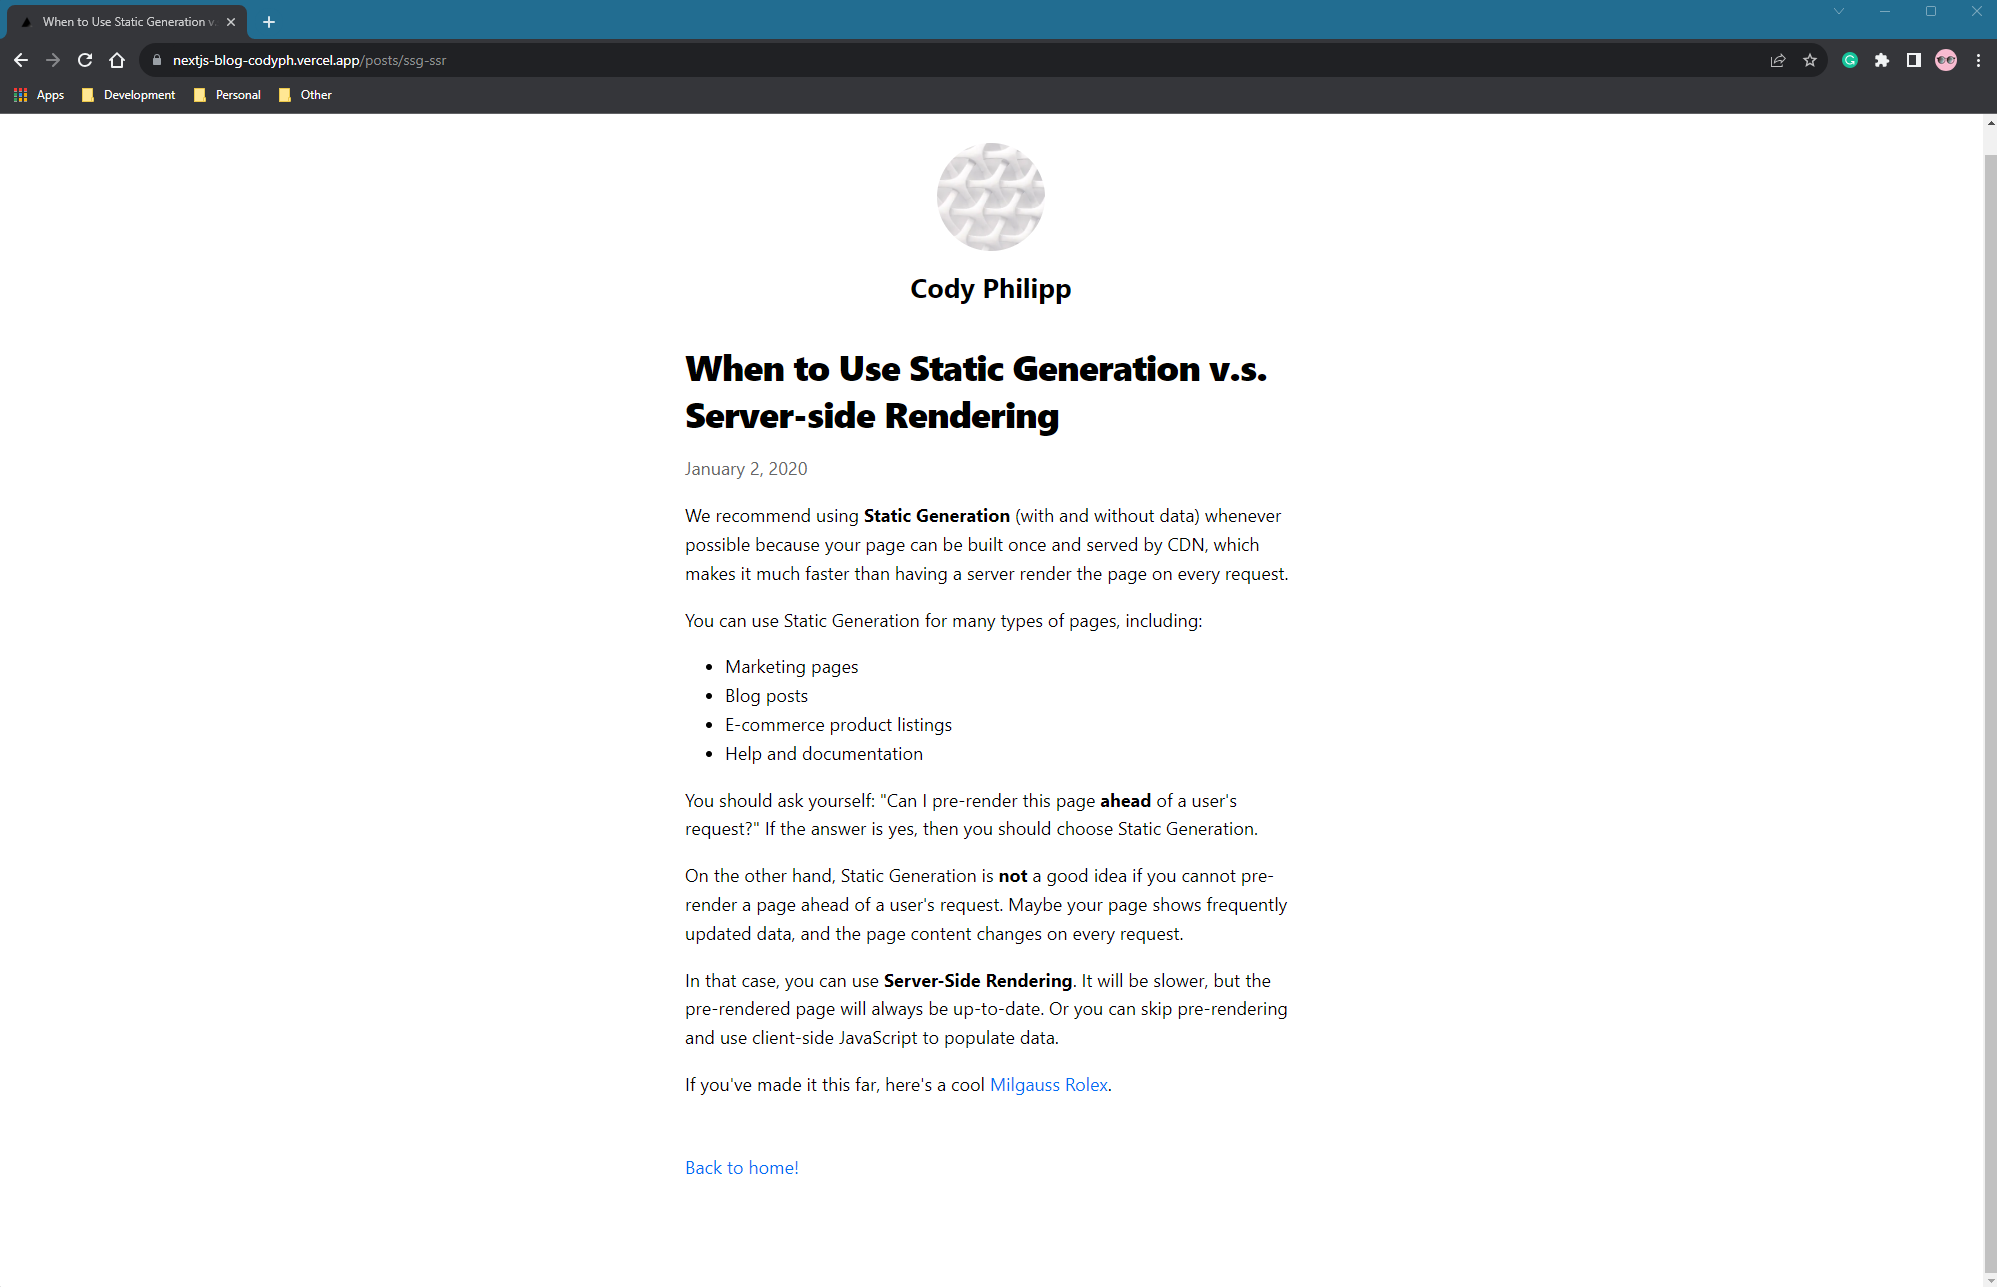 When to Use Static Generation v.
nextjs-blog-codyph.vercel.app/posts/ssg-ssr
Apps Development Personal Other
Cody Philipp
When to Use Static Generation v.s.
Server-side Rendering
January 2, 2020
We recommend using Static Generation (with and without data) whenever
possible because your page can be built once and served by CDN, which
makes it much faster than having a server render the page on every request.
You can use Static Generation for many types of pages, including:
• Marketing pages
• Blog posts
• E-commerce product listings
• Help and documentation
You should ask yourself: "Can I pre-render this page ahead of a user's
request?" If the answer is yes, then you should choose Static Generation.
On the other hand, Static Generation is not a good idea if you cannot pre-
render a page ahead of a user's request. Maybe your page shows frequently
updated data, and the page content changes on every request.
In that case, you can use Server-Side Rendering. It will be slower, but the
pre-rendered page will always be up-to-date. Or you can skip pre-rendering
and use client-side JavaScript to populate data.
If you've made it this far, here's a cool Milgauss Rolex.
Back to home!